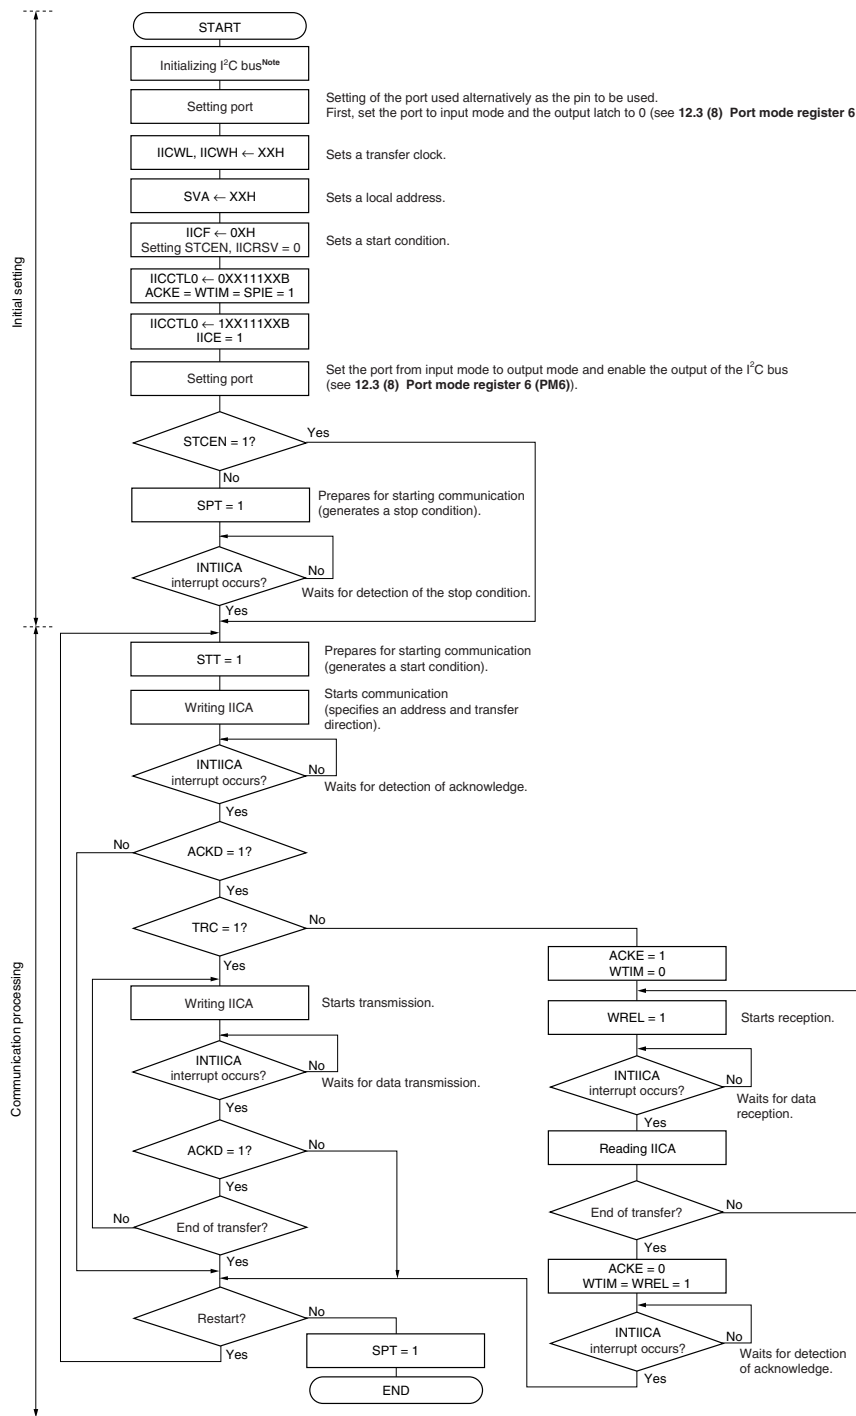 START
Initializing I²C busNote
Setting port
Setting of the port used alternatively as the pin to be used.
First, set the port to input mode and the output latch to 0 (see 12.3 (8) Port mode register 6
IICWL, IICWH ← XXH
Sets a transfer clock.
SVA ← XXH
Sets a local address.
IICF ← 0XH
Setting STCEN, IICRSV = 0
Sets a start condition.
Initial setting
IICCTL0 ← 0XX111XXB
ACKE = WTIM = SPIE = 1
IICCTL0 ← 1XX111XXB
IICE = 1
Setting port
Set the port from input mode to output mode and enable the output of the I²C bus
(see 12.3 (8) Port mode register 6 (PM6)).
STCEN = 1?
Yes
No
SPT = 1
Prepares for starting communication
(generates a stop condition).
INTIICA
interrupt occurs?
No
Waits for detection of the stop condition.
Yes
STT = 1
Prepares for starting communication
(generates a start condition).
Writing IICA
Starts communication
(specifies an address and transfer
direction).
INTIICA
interrupt occurs?
No
Waits for detection of acknowledge.
Yes
No
ACKD = 1?
Yes
TRC = 1?
No
Yes
Communication processing
Writing IICA
Starts transmission.
INTIICA
interrupt occurs?
No
Waits for data transmission.
Yes
ACKD = 1?
No
Yes
No
End of transfer?
Yes
ACKE = 1
WTIM = 0
WREL = 1
Starts reception.
INTIICA
interrupt occurs?
No
Waits for data
reception.
Yes
Reading IICA
End of transfer?
No
Yes
ACKE = 0
WTIM = WREL = 1
INTIICA
interrupt occurs?
No
Waits for detection
of acknowledge.
Yes
Restart?
No
Yes
SPT = 1
END